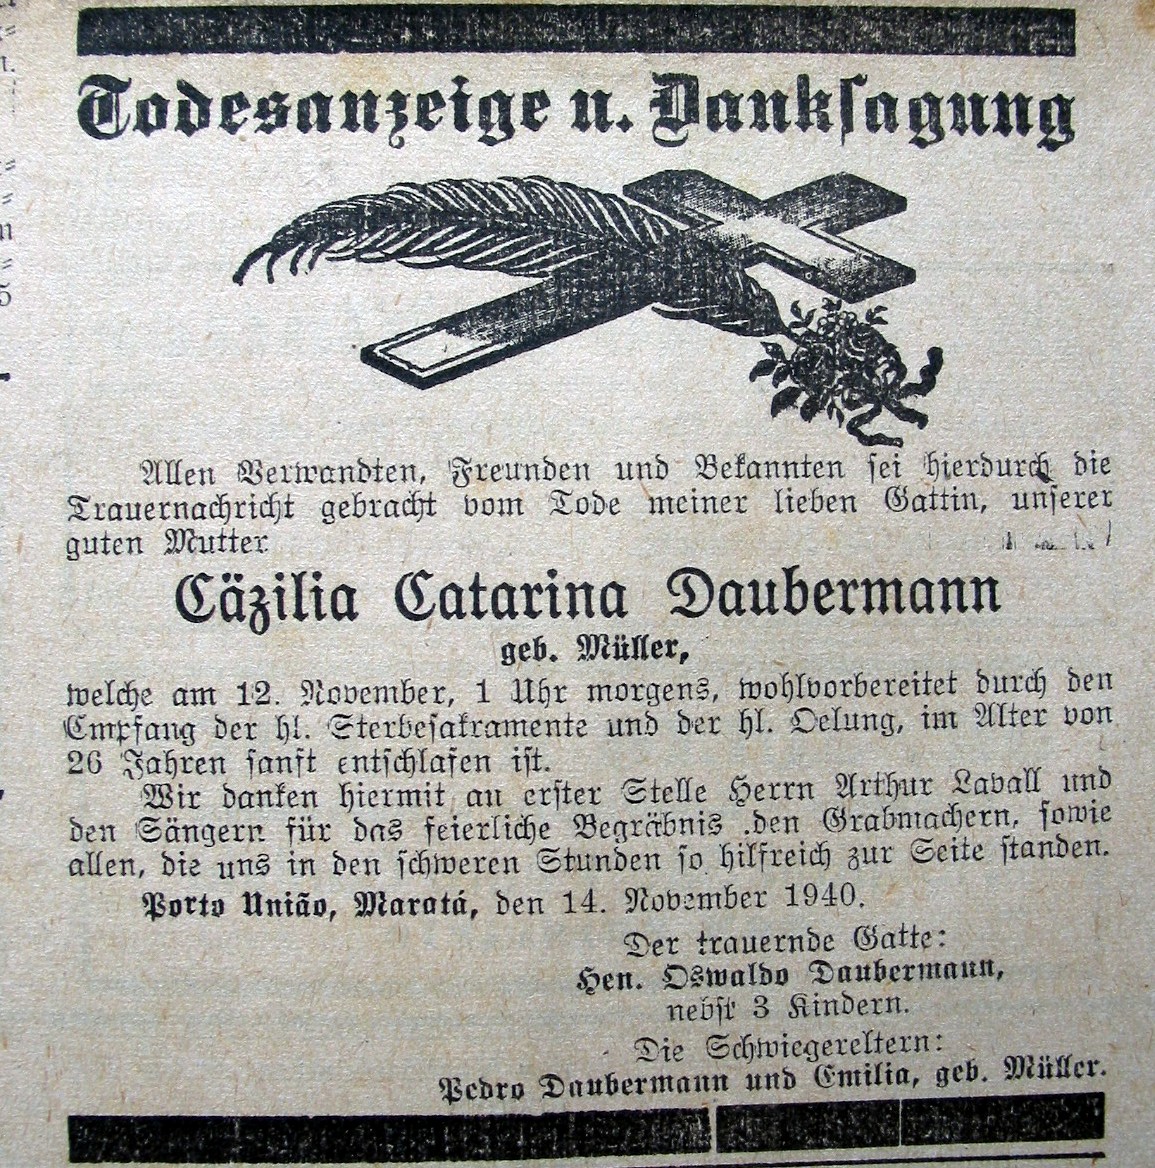 Todesanzeige u. Danksagung
Allen Verwandten, Freunden und Bekannten sei hierdurch die
Trauernachricht gebracht vom Tode meiner lieben Gattin, unserer
guten Mutter
Cäzilia Catarina Daubermann
geb. Müller,
welche am 12. November, 1 Uhr morgens, wohlvorbereitet durch den
Empfang der hl. Sterbesakramente und der hl. Oelung, im Alter von
26 Jahren sanft entschlafen ist.
Wir danken hiermit an erster Stelle Herrn Arthur Lavall und
den Sängern für das feierliche Begräbnis .den Grabmachern, sowie
allen, die uns in den schweren Stunden so hilfreich zur Seite standen.
Porto União, Maratá, den 14. November 1940.
Der trauernde Gatte:
Hen. Oswaldo Daubermann,
nebst 3 Kindern.
Die Schwiegereltern:
Pedro Daubermann und Emilia, geb. Müller.